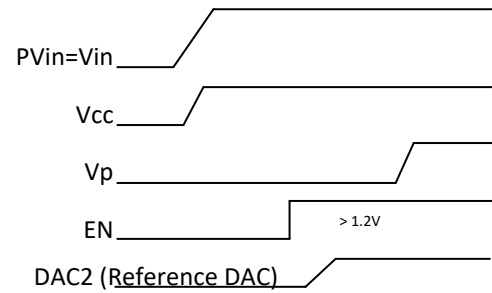 PVin=Vin
Vcc
Vp
EN
> 1.2V
DAC2 (Reference DAC)